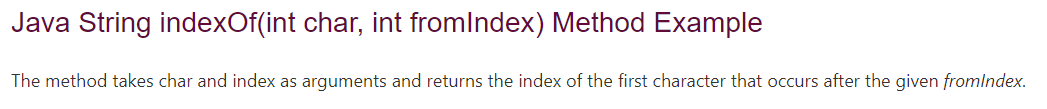 Java String indexOf(int char, int fromIndex) Method Example
The method takes char and index as arguments and returns the index of the first character that occurs after the given fromIndex.